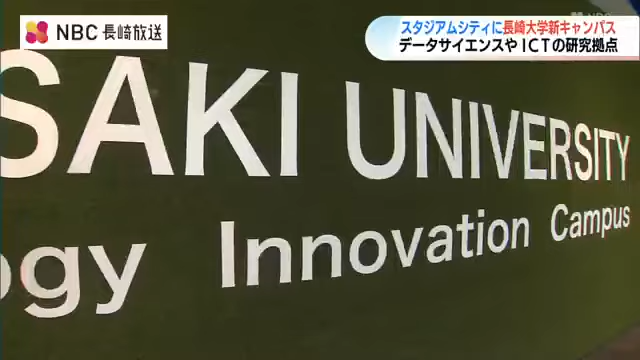 NBC 長崎放送
スタジアムシティに長崎大学新キャンパス
データサイエンスやICTの研究拠点
SAKI UNIVERSITY
ogy Innovation Campus